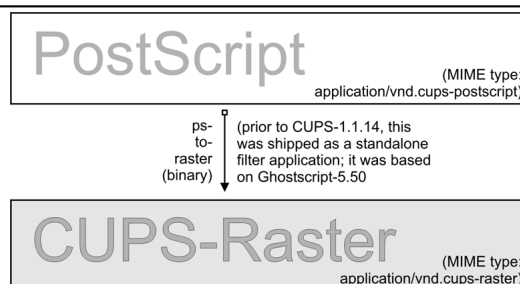 PostScript
(MIME type:
application/vnd.cups-postscript)
ps-
to-
raster
(binary)
(prior to CUPS-1.1.14, this
was shipped as a standalone
filter application; it was based
on Ghostscript-5.50
CUPS-Raster
(MIME type:
application/vnd.cups-raster)